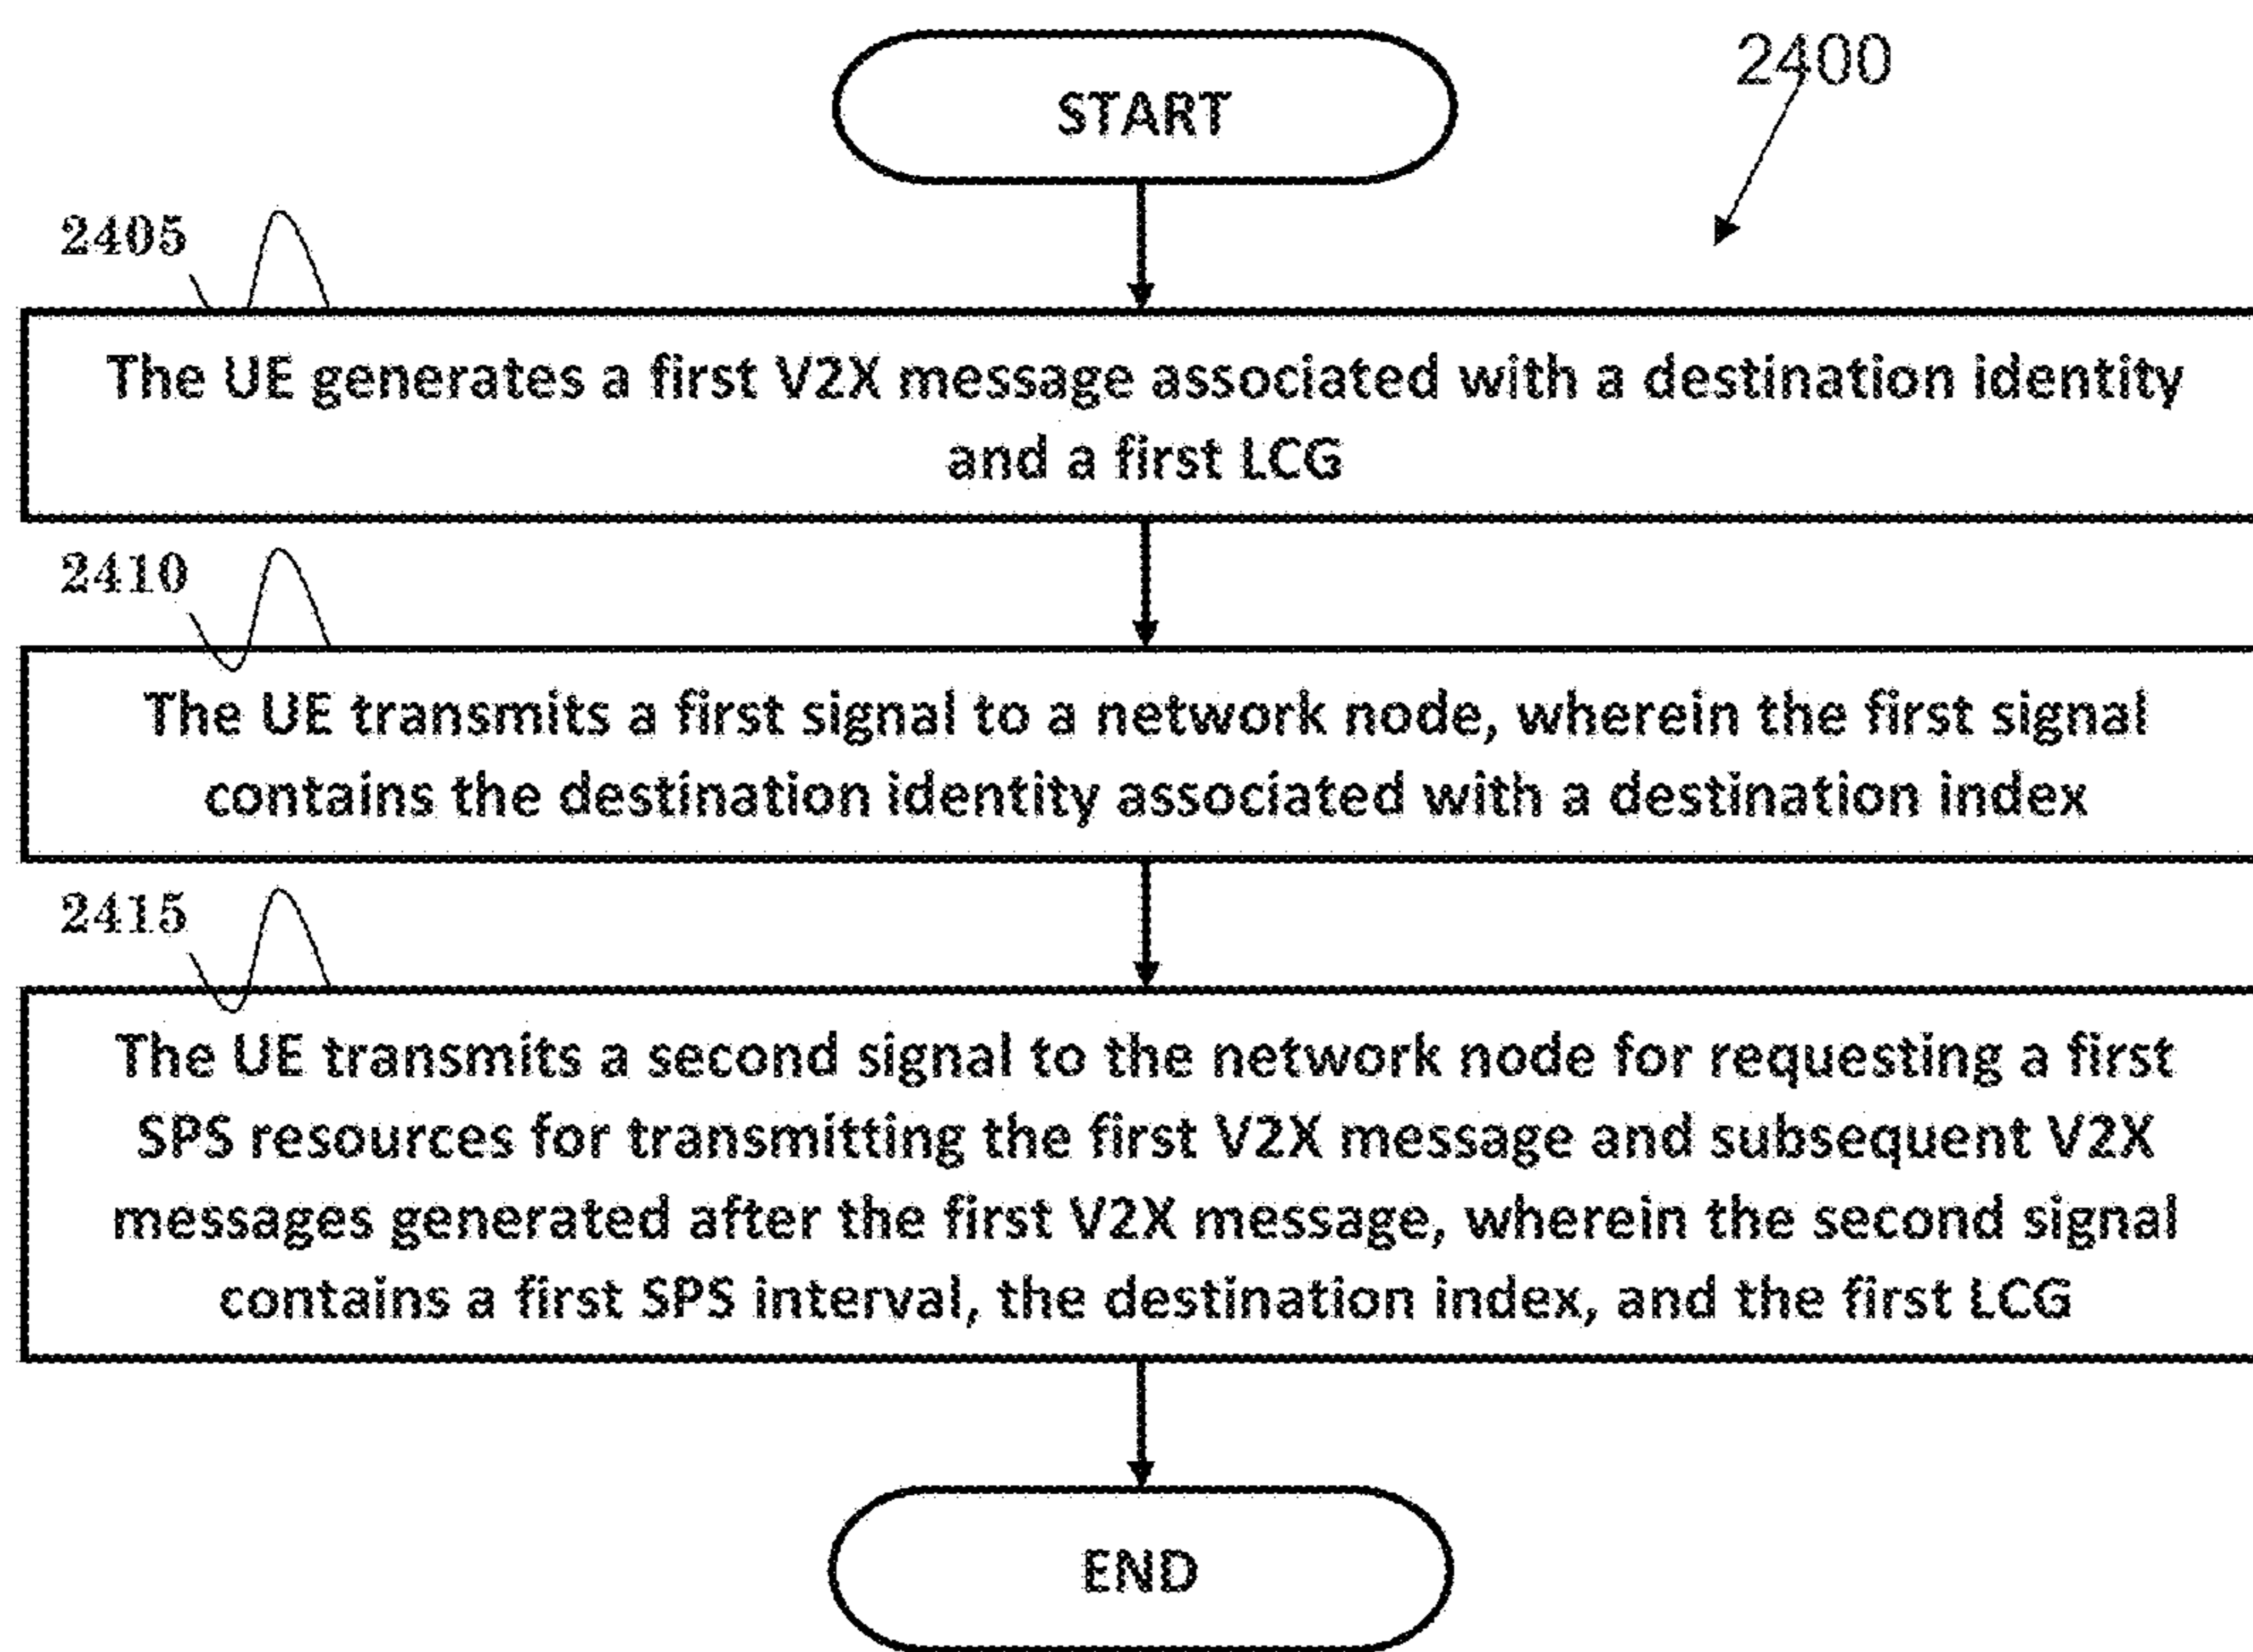 START
2400
2405
The UE generates a first V2X message associated with a destination identity
and a first LCG
2410
The UE transmits a first signal to a network node, wherein the first signal
contains the destination identity associated with a destination index
2415
The UE transmits a second signal to the network node for requesting a first
SPS resources for transmitting the first V2X message and subsequent V2X
messages generated after the first V2X message, wherein the second signal
contains a first SPS interval, the destination index, and the first LCG
END